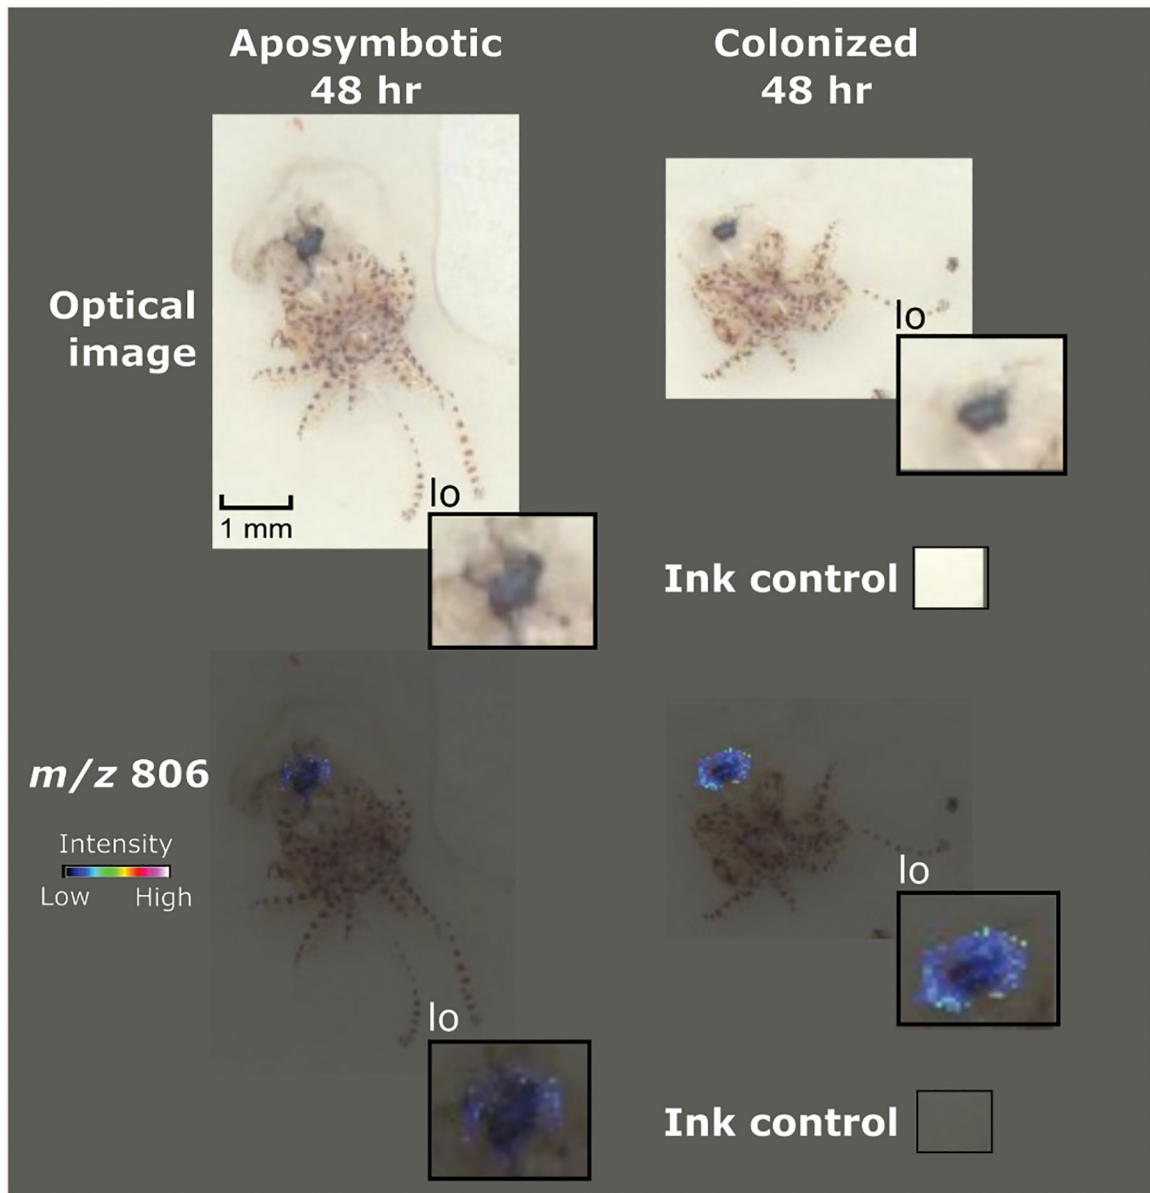 Aposymbotic
48 hr
Colonized
48 hr
Optical
image
lo
1 mm
lo
Ink control
m/z 806
Intensity
Low High
lo
lo
Ink control